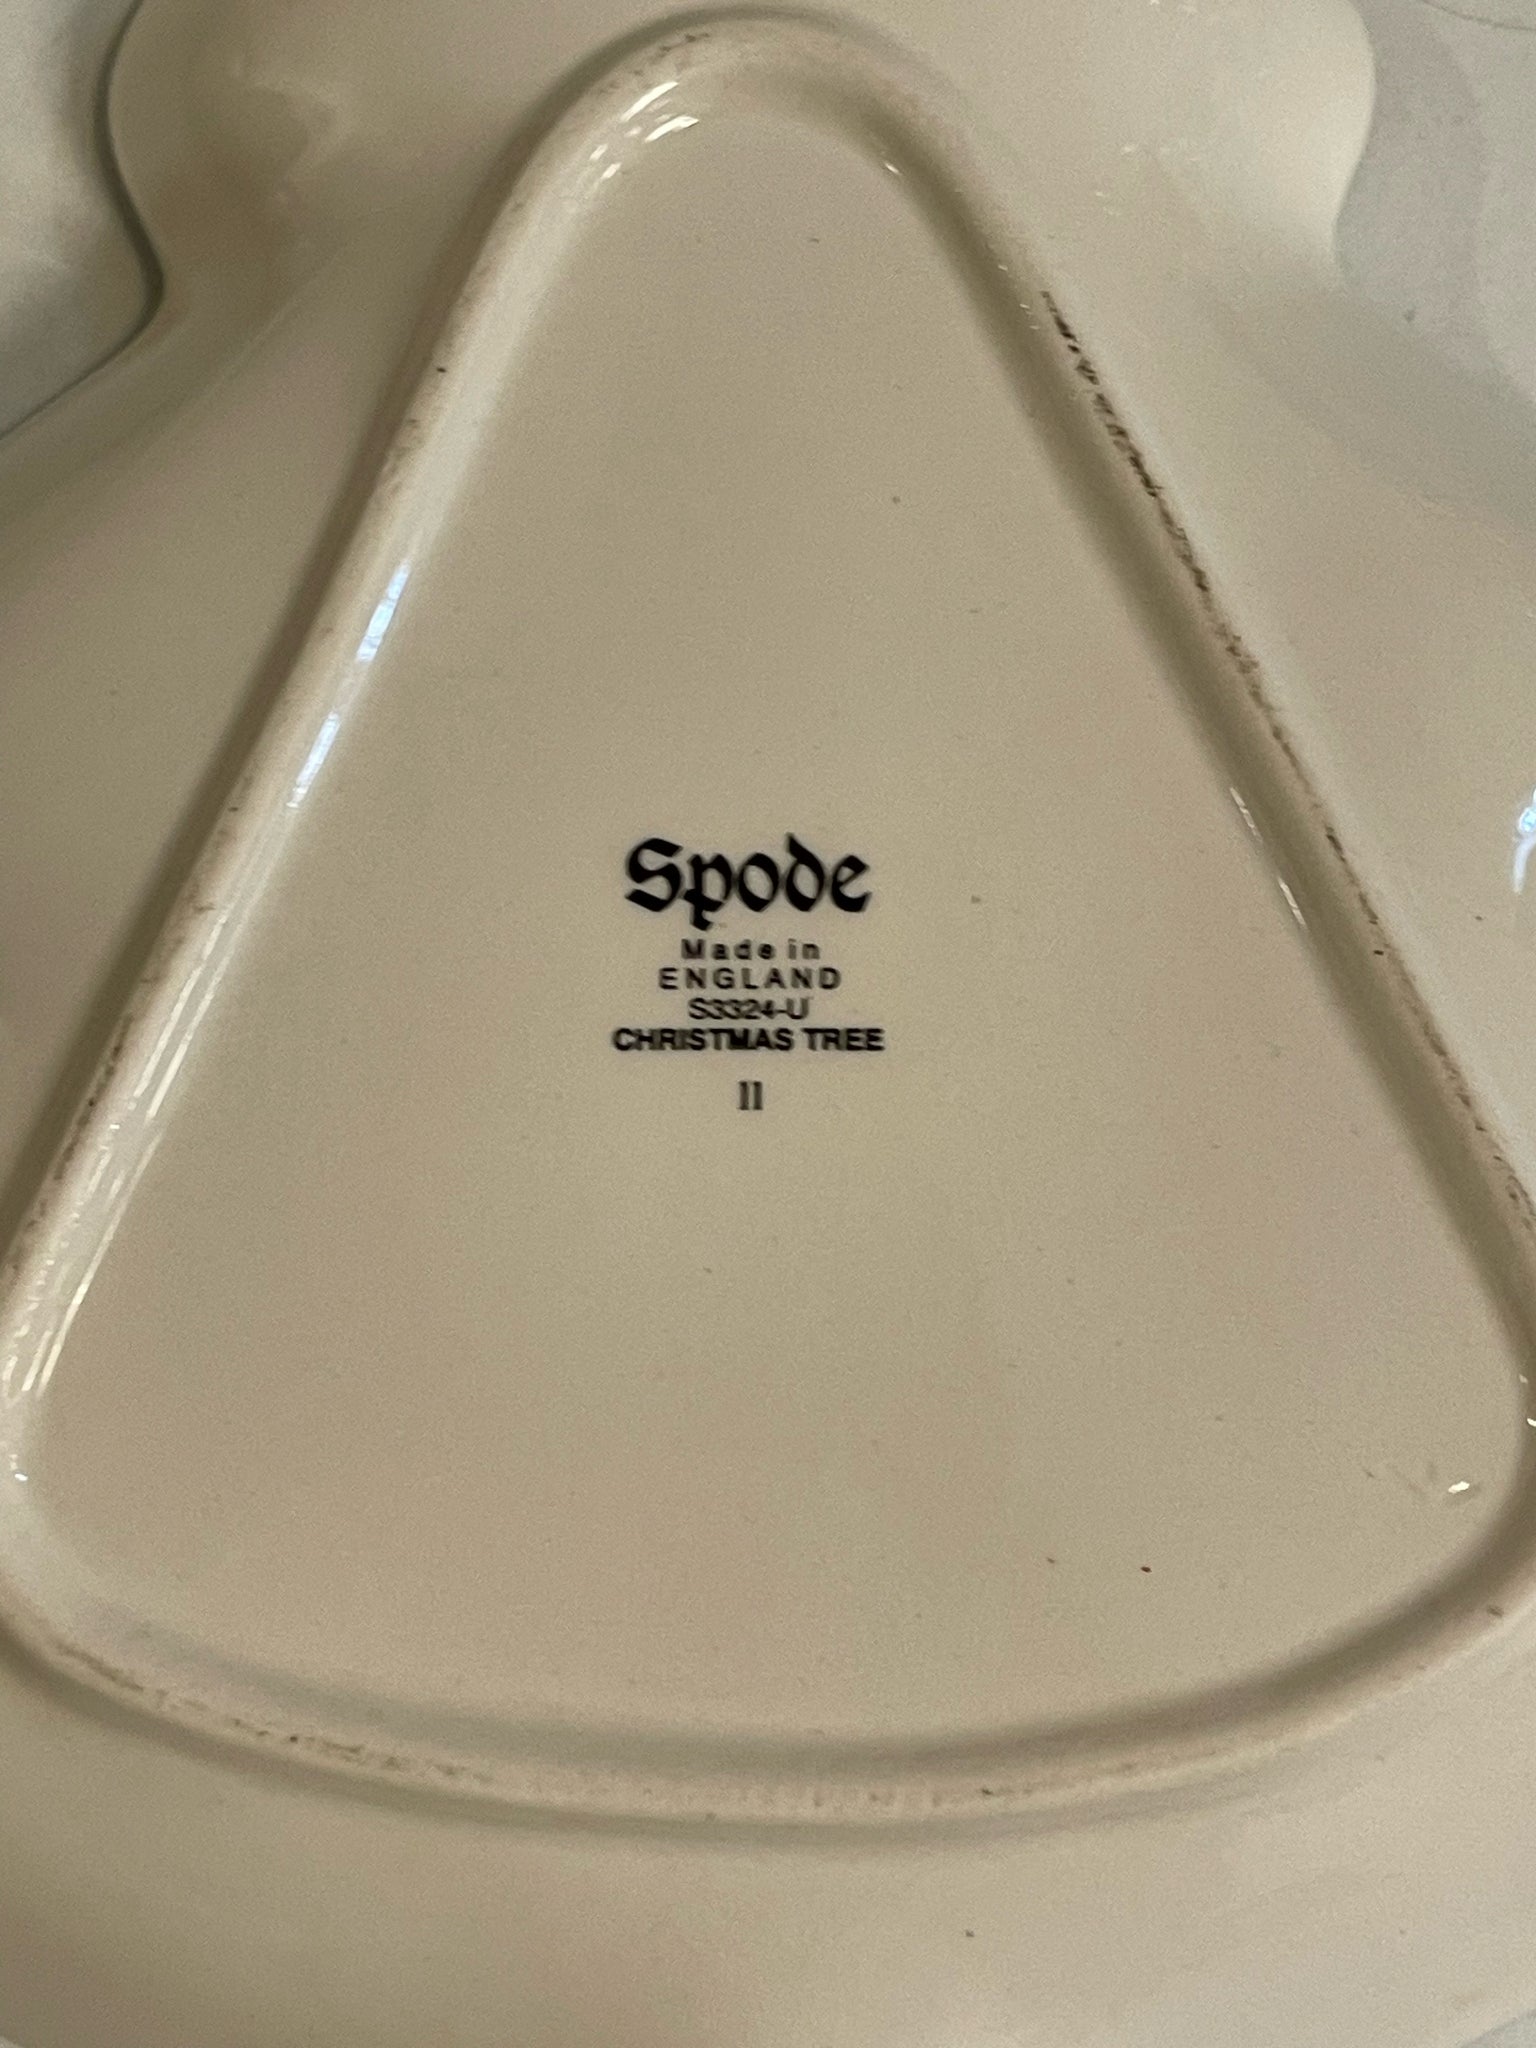 Spode
Made in
ENGLAND
S3324-U
CHRISTMAS TREE
11